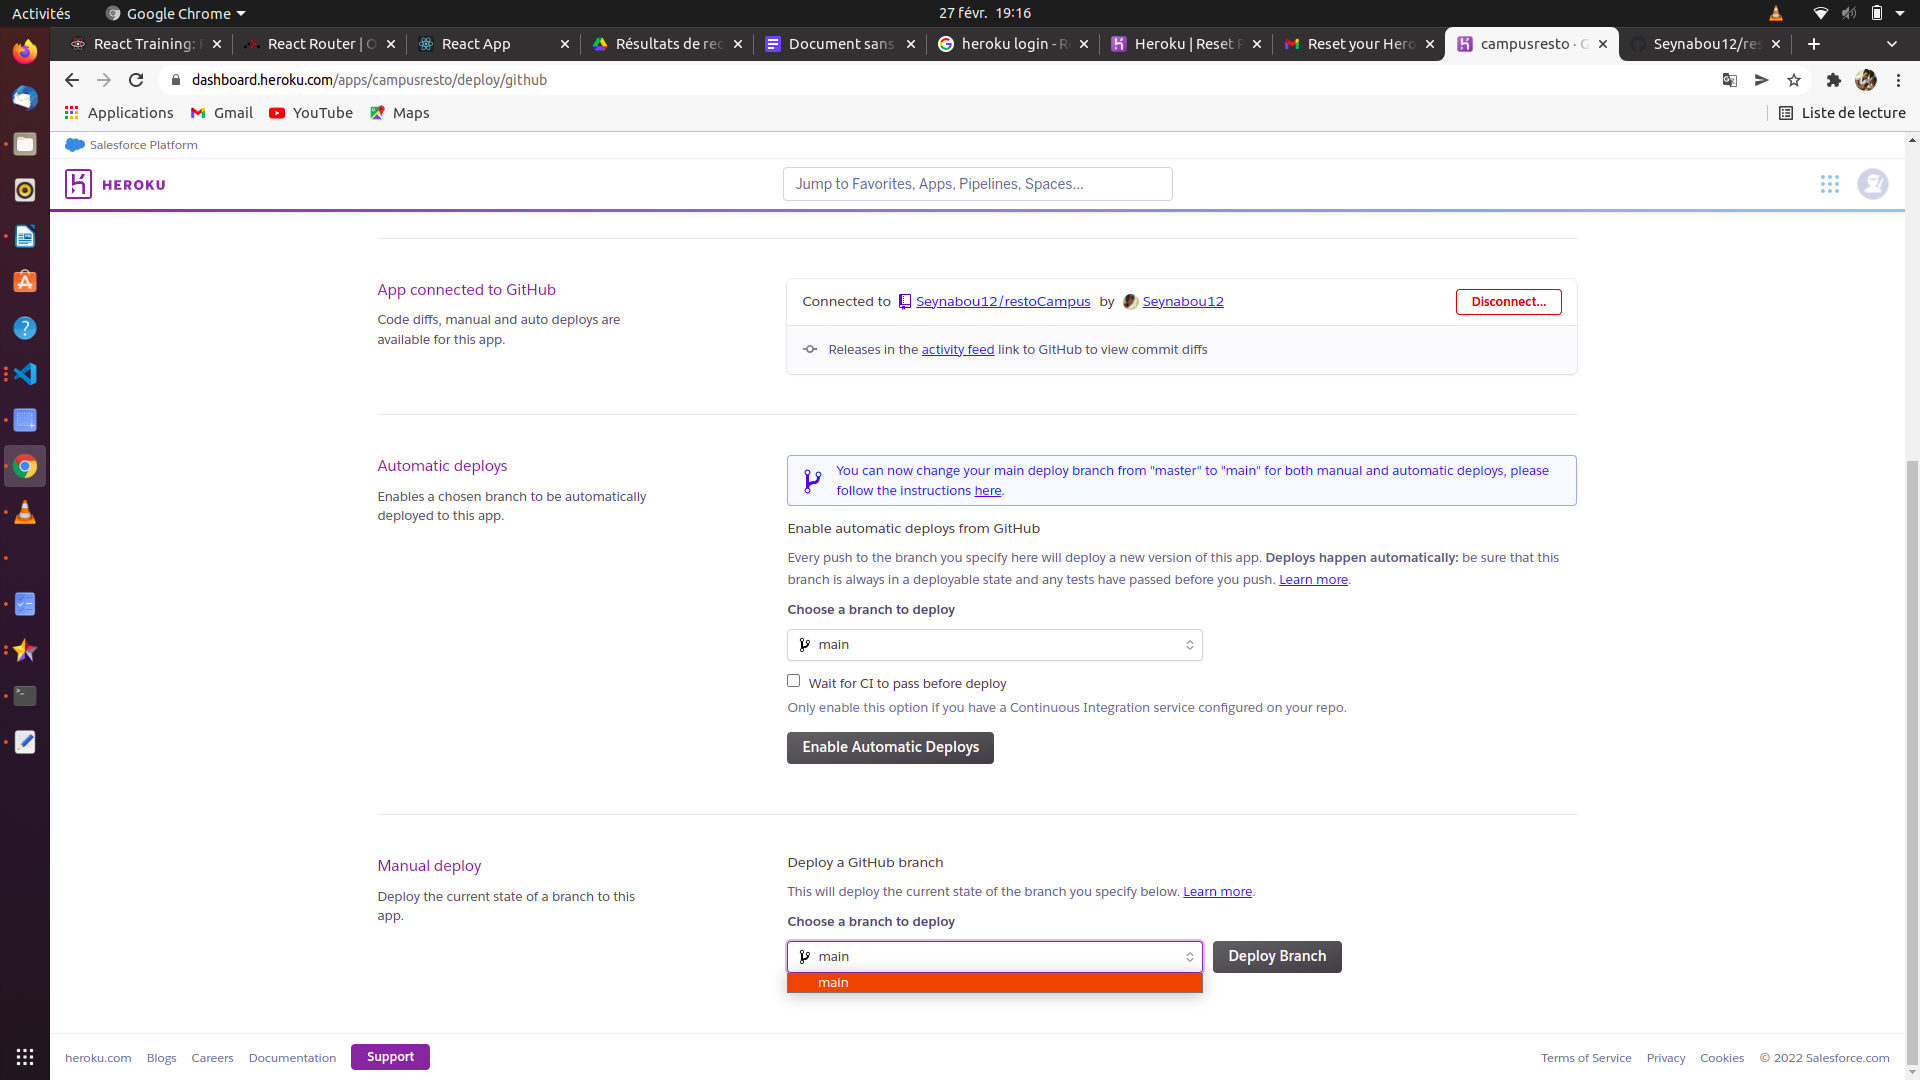 Activités
Google Chrome
27 févr. 19:16
React Training:
React Router | O
React App
Résultats de rec
Document sans
heroku login - R
Heroku | Reset P
Reset your Hero
campusresto · G
Seynabou12/res
dashboard.heroku.com/apps/campusresto/deploy/github
Applications
Gmail
YouTube
Maps
Liste de lecture
Salesforce Platform
HEROKU
Jump to Favorites, Apps, Pipelines, Spaces...
App connected to GitHub
Code diffs, manual and auto deploys are
available for this app.
Connected to Seynabou12/restoCampus by Seynabou12
Disconnect...
Releases in the activity feed link to GitHub to view commit diffs
Automatic deploys
Enables a chosen branch to be automatically
deployed to this app.
You can now change your main deploy branch from "master" to "main" for both manual and automatic deploys, please
follow the instructions here.
Enable automatic deploys from GitHub
Every push to the branch you specify here will deploy a new version of this app. Deploys happen automatically: be sure that this
branch is always in a deployable state and any tests have passed before you push. Learn more.
Choose a branch to deploy
main
Wait for CI to pass before deploy
Only enable this option if you have a Continuous Integration service configured on your repo.
Enable Automatic Deploys
Manual deploy
Deploy the current state of a branch to this
app.
Deploy a GitHub branch
This will deploy the current state of the branch you specify below. Learn more.
Choose a branch to deploy
main
Deploy Branch
main
heroku.com
Blogs
Careers
Documentation
Support
Terms of Service
Privacy
Cookies
© 2022 Salesforce.com